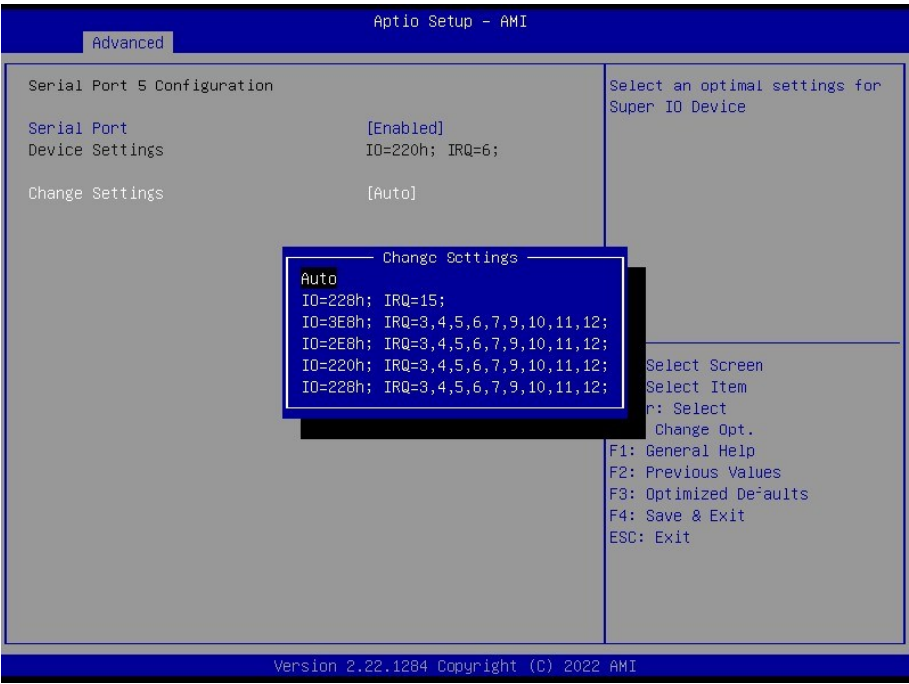 Aptio Setup - AMI
Advanced
Serial Port 5 Configuration
Serial Port [Enabled]
Device Settings IO=220h; IRQ=6;
Change Settings [Auto]
Select an optimal settings for
Super IO Device
Change Settings
Auto
IO=228h; IRQ=15;
IO=3E8h; IRQ=3,4,5,6,7,9,10,11,12;
IO=2E8h; IRQ=3,4,5,6,7,9,10,11,12;
IO=220h; IRQ=3,4,5,6,7,9,10,11,12;
IO=228h; IRQ=3,4,5,6,7,9,10,11,12;
Select Screen
Select Item
r: Select
Change Opt.
F1: General Help
F2: Previous Values
F3: Optimized Defaults
F4: Save & Exit
ESC: Exit
Version 2.22.1284 Copyright (C) 2022 AMI